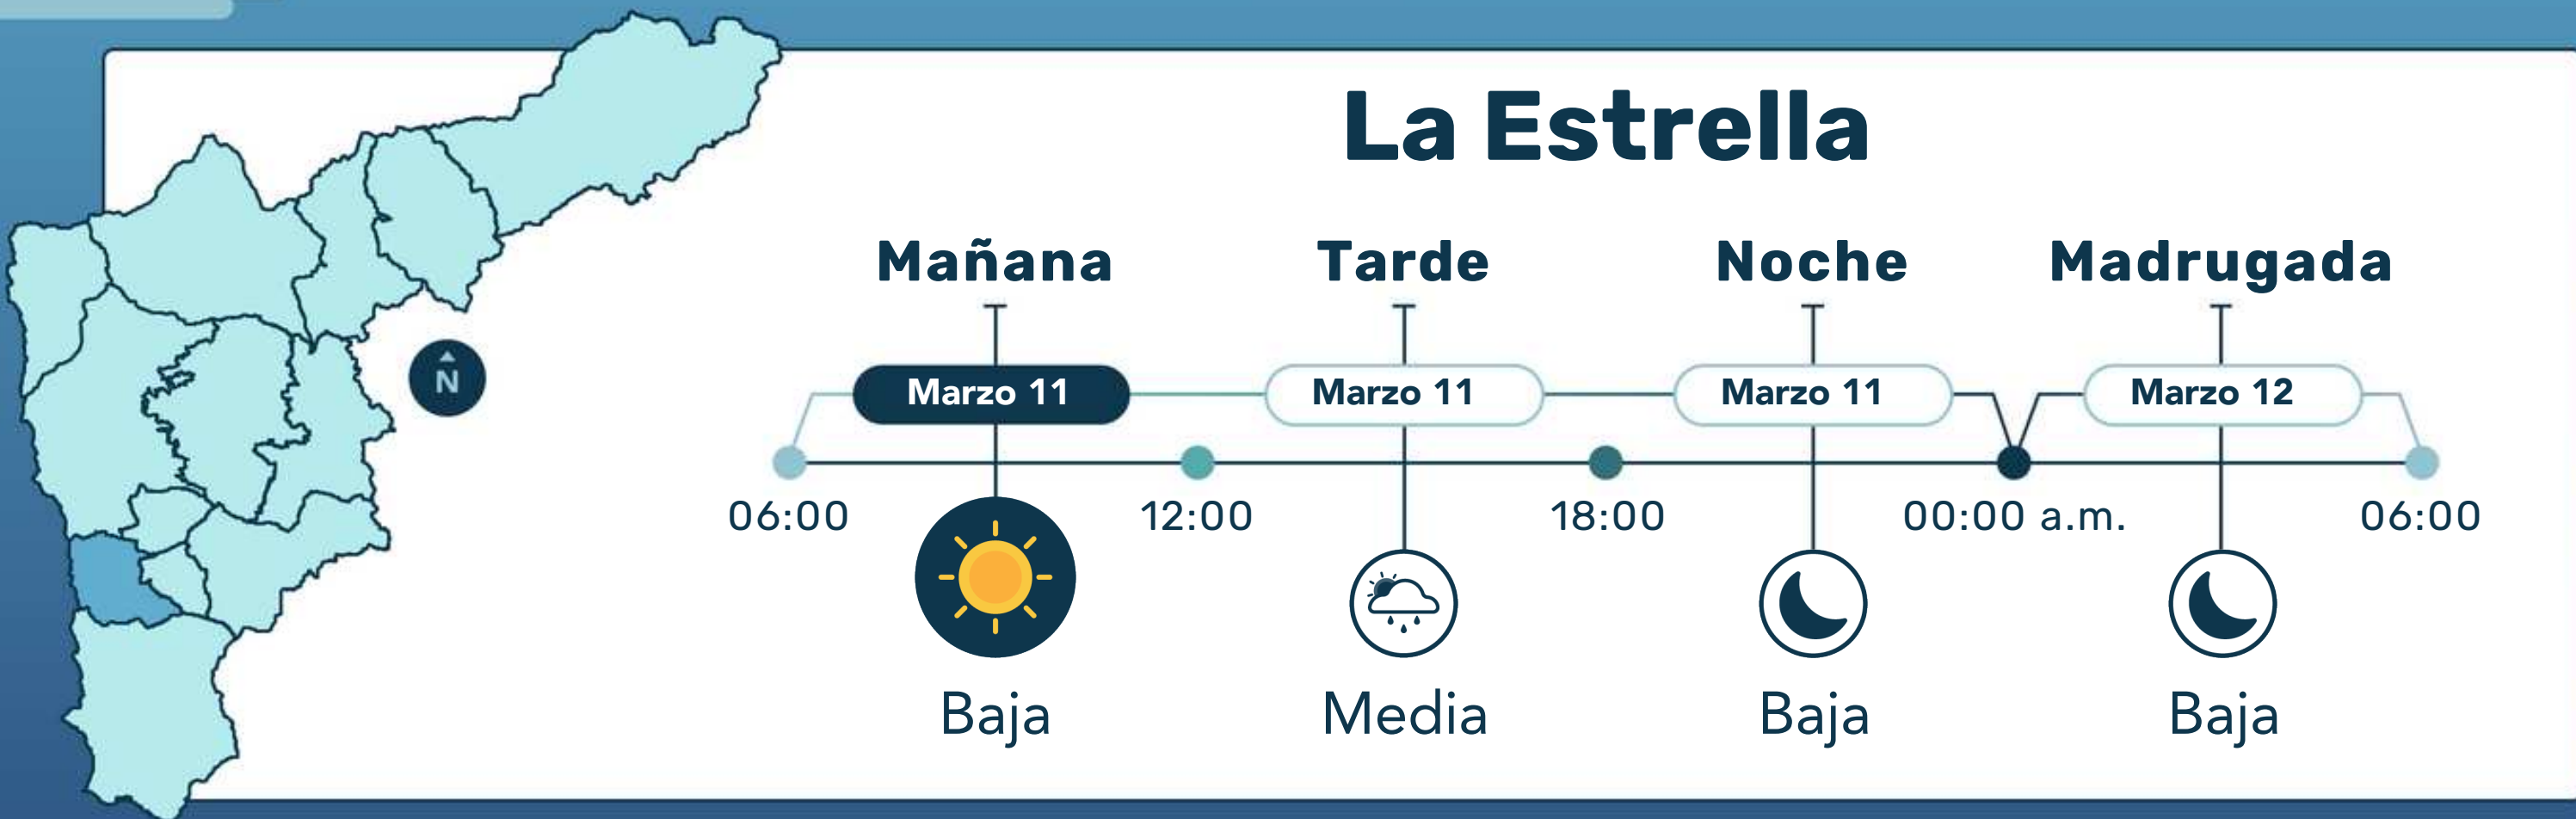 La Estrella
Mañana Tarde Noche Madrugada
Marzo 11 Marzo 11 Marzo 11 Marzo 12
N
06:00 12:00 18:00 00:00 a.m. 06:00
Baja Media Baja Baja